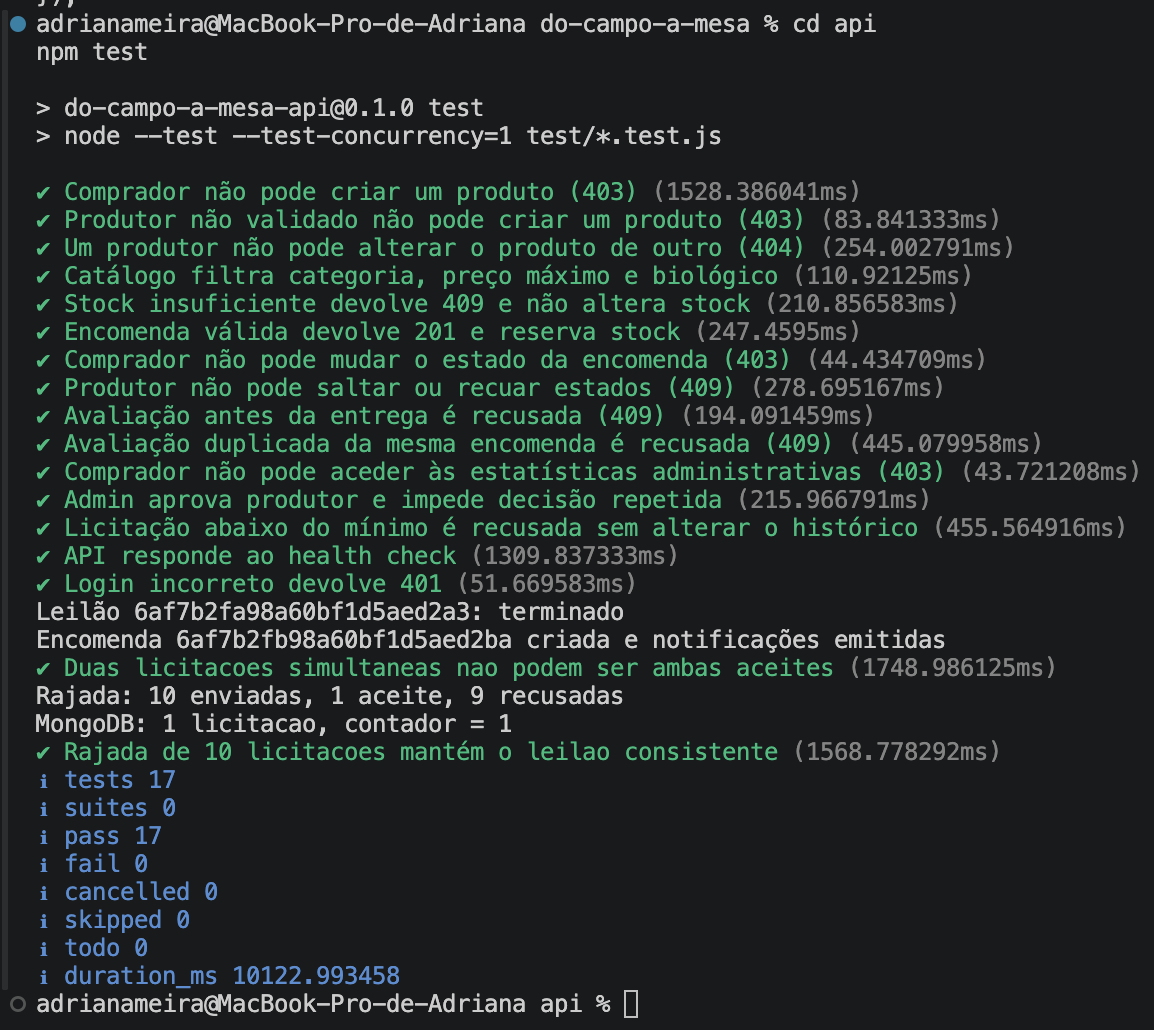 adrianameira@MacBook-Pro-de-Adriana do-campo-a-mesa % cd api
npm test
> do-campo-a-mesa-api@0.1.0 test
> node --test --test-concurrency=1 test/*.test.js
✔ Comprador não pode criar um produto (403) (1528.386041ms)
✔ Produtor não validado não pode criar um produto (403) (83.841333ms)
✔ Um produtor não pode alterar o produto de outro (404) (254.002791ms)
✔ Catálogo filtra categoria, preço máximo e biológico (110.92125ms)
✔ Stock insuficiente devolve 409 e não altera stock (210.856583ms)
✔ Encomenda válida devolve 201 e reserva stock (247.4595ms)
✔ Comprador não pode mudar o estado da encomenda (403) (44.434709ms)
✔ Produtor não pode saltar ou recuar estados (409) (278.695167ms)
✔ Avaliação antes da entrega é recusada (409) (194.091459ms)
✔ Avaliação duplicada da mesma encomenda é recusada (409) (445.079958ms)
✔ Comprador não pode aceder às estatísticas administrativas (403) (43.721208ms)
✔ Admin aprova produtor e impede decisão repetida (215.966791ms)
✔ Licitação abaixo do mínimo é recusada sem alterar o histórico (455.564916ms)
✔ API responde ao health check (1309.837333ms)
✔ Login incorreto devolve 401 (51.669583ms)
Leilão 6af7b2fa98a60bf1d5aed2a3: terminado
Encomenda 6af7b2fb98a60bf1d5aed2ba criada e notificações emitidas
✔ Duas licitacoes simultaneas nao podem ser ambas aceites (1748.986125ms)
Rajada: 10 enviadas, 1 aceite, 9 recusadas
MongoDB: 1 licitacao, contador = 1
✔ Rajada de 10 licitacoes mantém o leilao consistente (1568.778292ms)
ℹ tests 17
ℹ suites 0
ℹ pass 17
ℹ fail 0
ℹ cancelled 0
ℹ skipped 0
ℹ todo 0
ℹ duration_ms 10122.993458
adrianameira@MacBook-Pro-de-Adriana api %